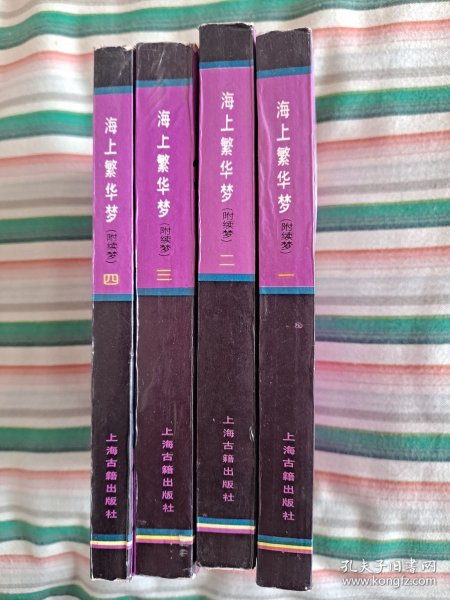 海上繁华梦(附续梦) 四
上海古籍出版社
海上繁华梦(附续梦) 三
上海古籍出版社
海上繁华梦(附续梦) 二
上海古籍出版社
海上繁华梦(附续梦) 一
上海古籍出版社
孔夫子旧书网
www.kongfz.com